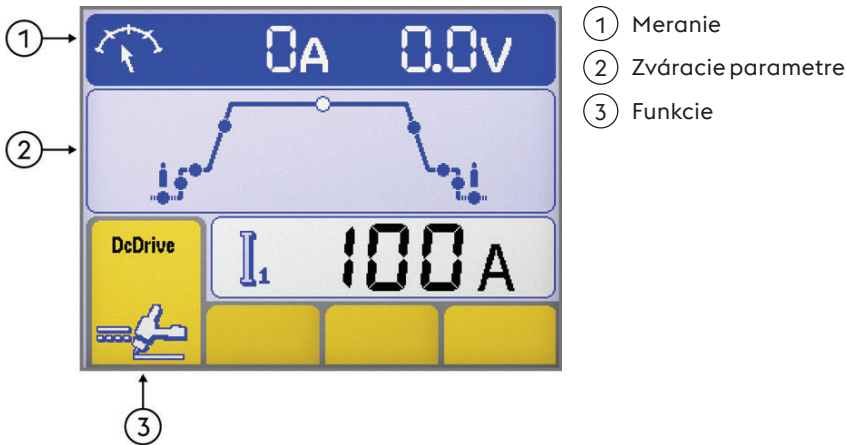 1 0A 0.0V
2
DcDrive I1 100A
3
1 Meranie
2 Zváracie parametre
3 Funkcie